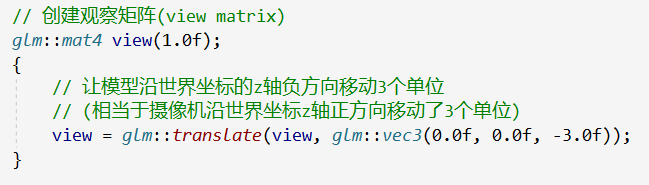 // 创建观察矩阵(view matrix)
glm::mat4 view(1.0f);
{
// 让模型沿世界坐标的z轴负方向移动3个单位
// (相当于摄像机沿世界坐标z轴正方向移动了3个单位)
view = glm::translate(view, glm::vec3(0.0f, 0.0f, -3.0f));
}